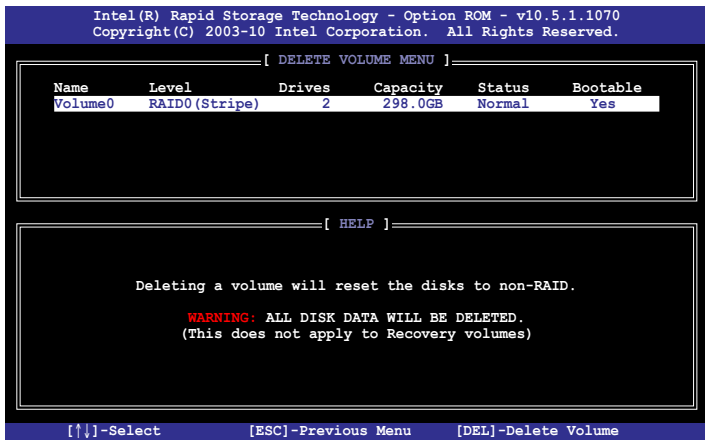 Intel(R) Rapid Storage Technology - Option ROM - v10.5.1.1070
Copyright(C) 2003-10 Intel Corporation. All Rights Reserved.
[ DELETE VOLUME MENU ]
Name Level Drives Capacity Status Bootable
Volume0 RAID0(Stripe) 2 298.0GB Normal Yes
[ HELP ]
Deleting a volume will reset the disks to non-RAID.
WARNING: ALL DISK DATA WILL BE DELETED.
(This does not apply to Recovery volumes)
[↑↓]-Select [ESC]-Previous Menu [DEL]-Delete Volume